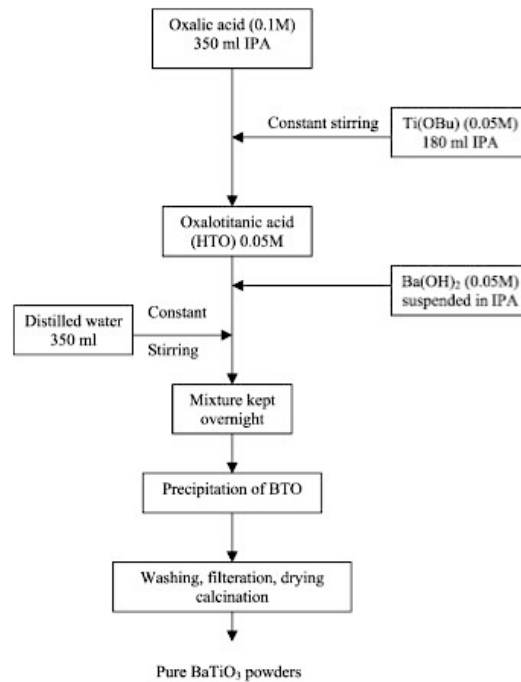 Oxalic acid (0.1M)
350 ml IPA
Constant stirring
Ti(OBu) (0.05M)
180 ml IPA
Oxalotitanic acid
(HTO) 0.05M
Ba(OH)₂ (0.05M)
suspended in IPA
Distilled water
350 ml
Constant
Stirring
Mixture kept
overnight
Precipitation of BTO
Washing, filteration, drying
calcination
Pure BaTiO₃ powders